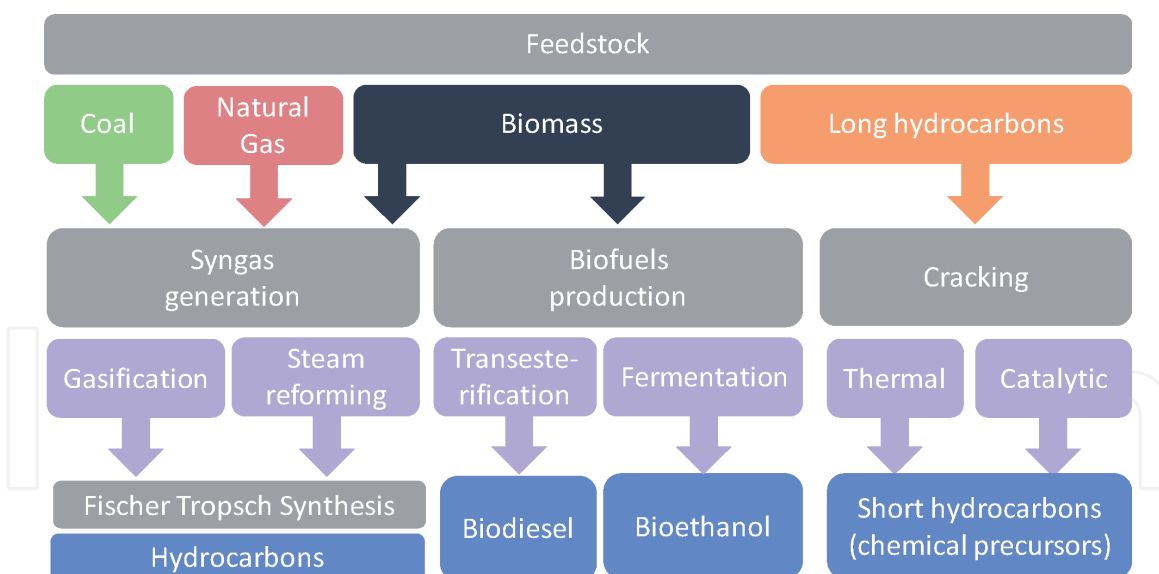 Feedstock
Coal
Natural
Gas
Biomass
Long hydrocarbons
Syngas
generation
Biofuels
production
Cracking
Gasification
Steam
reforming
Transeste-
rification
Fermentation
Thermal
Catalytic
Fischer Tropsch Synthesis
Hydrocarbons
Biodiesel
Bioethanol
Short hydrocarbons
(chemical precursors)